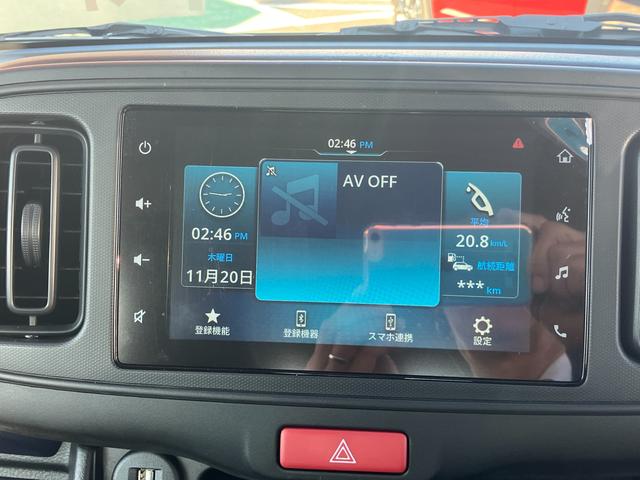 02:46 PM
AV OFF
02:46 PM
木曜日
11月20日
平均
20.8 km/L
航続距離
*** km
登録機能
登録機器
スマホ連携
設定